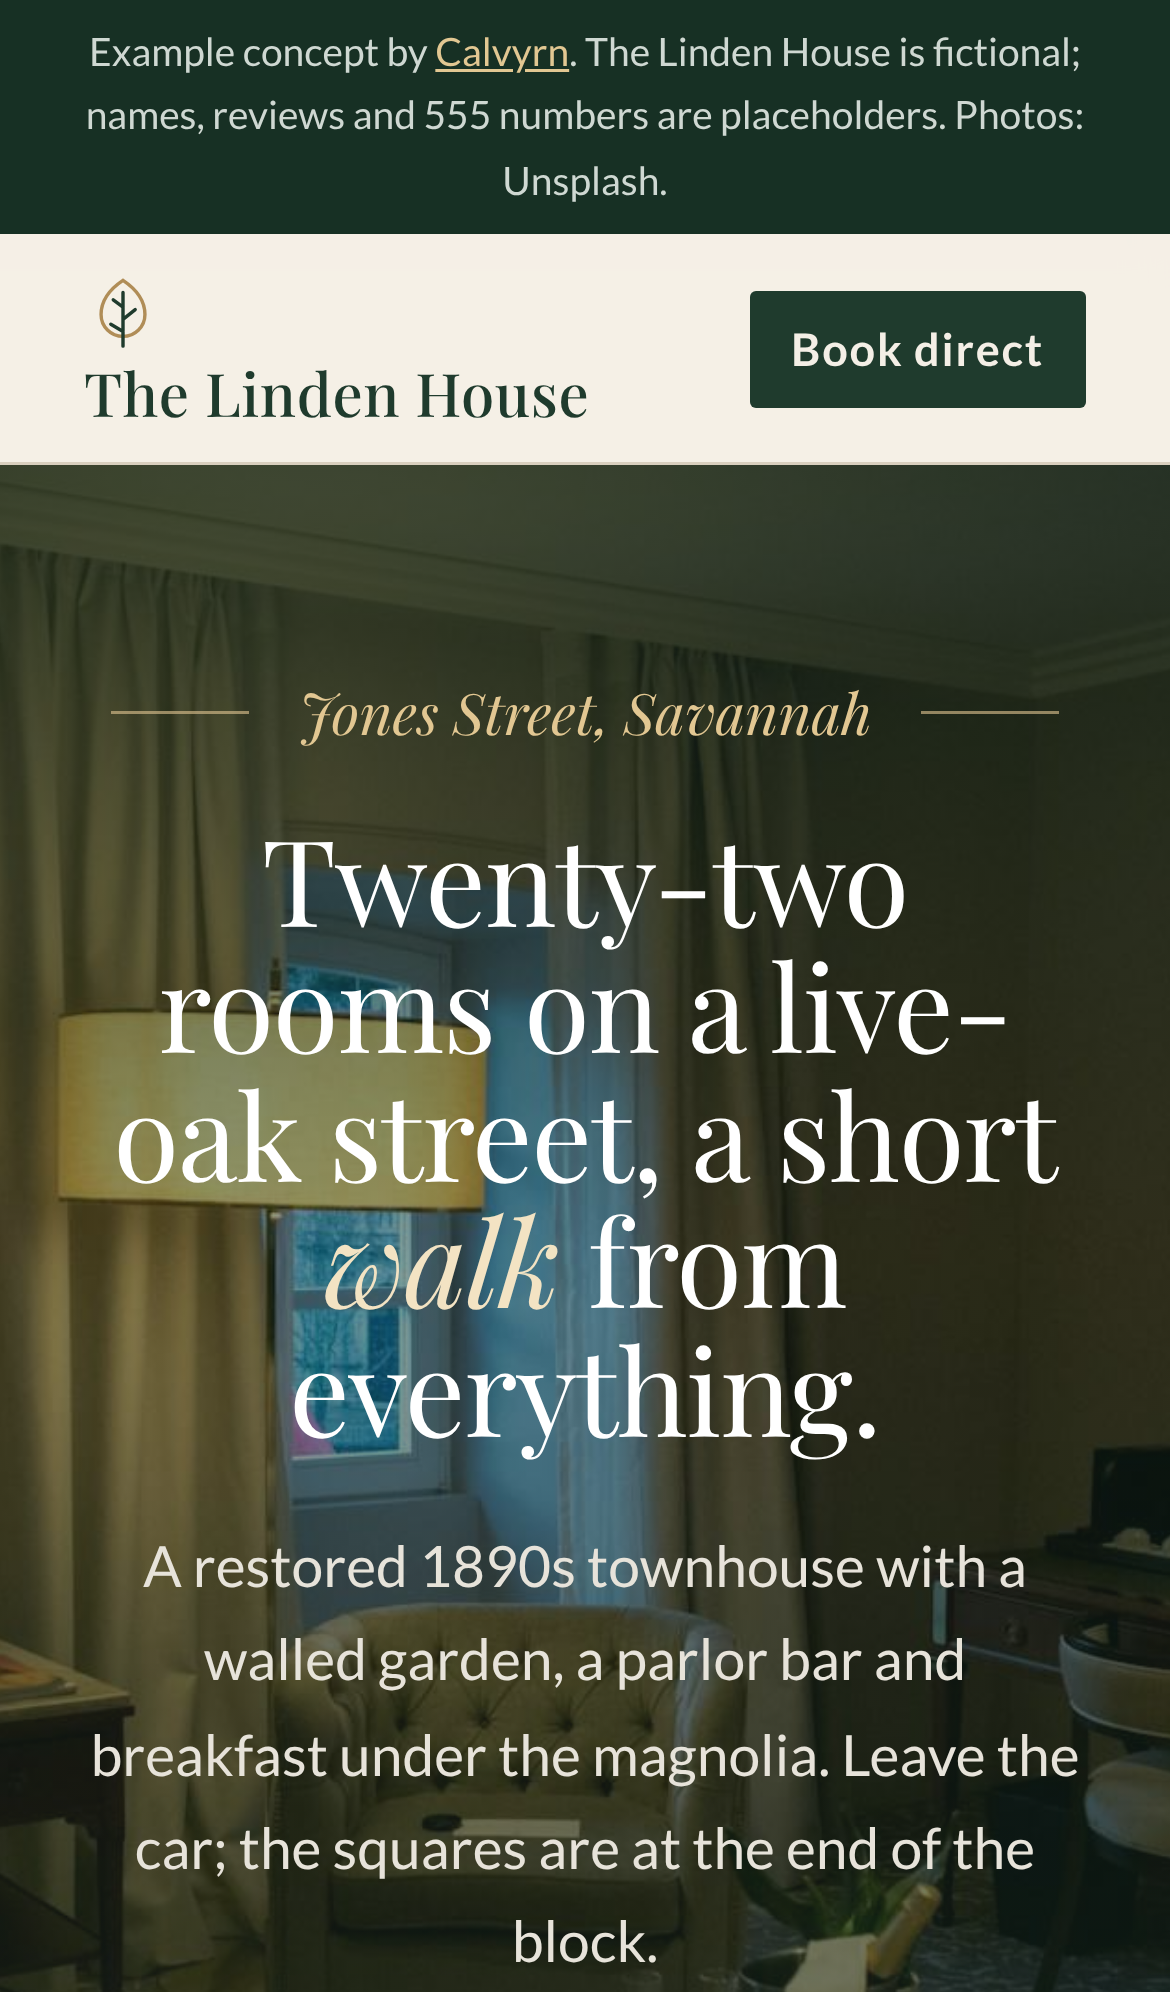 Example concept by Calvyrn. The Linden House is fictional;
names, reviews and 555 numbers are placeholders. Photos:
Unsplash.
The Linden House
Book direct
Jones Street, Savannah
Twenty-two
rooms on a live-
oak street, a short
walk from
everything.
A restored 1890s townhouse with a
walled garden, a parlor bar and
breakfast under the magnolia. Leave the
car; the squares are at the end of the
block.